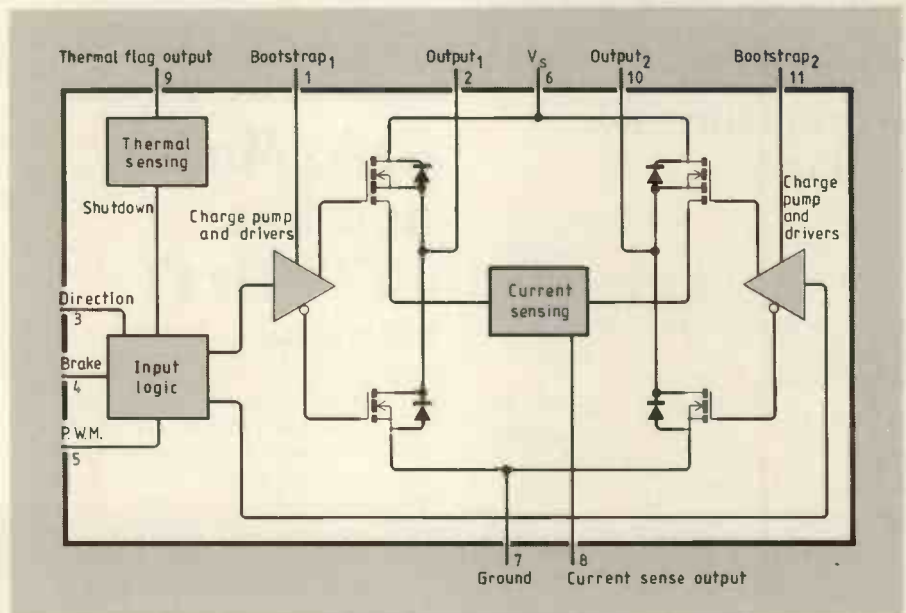 Thermal flag output
9
Bootstrap1
1
Output1
2
VS
6
Output2
10
Bootstrap2
11
Thermal
sensing
Shutdown
Charge pump
and drivers
Charge
pump
and
drivers
Direction
3
Brake
4
P.W.M.
5
Input
logic
Current
sensing
7
Ground
8
Current sense output